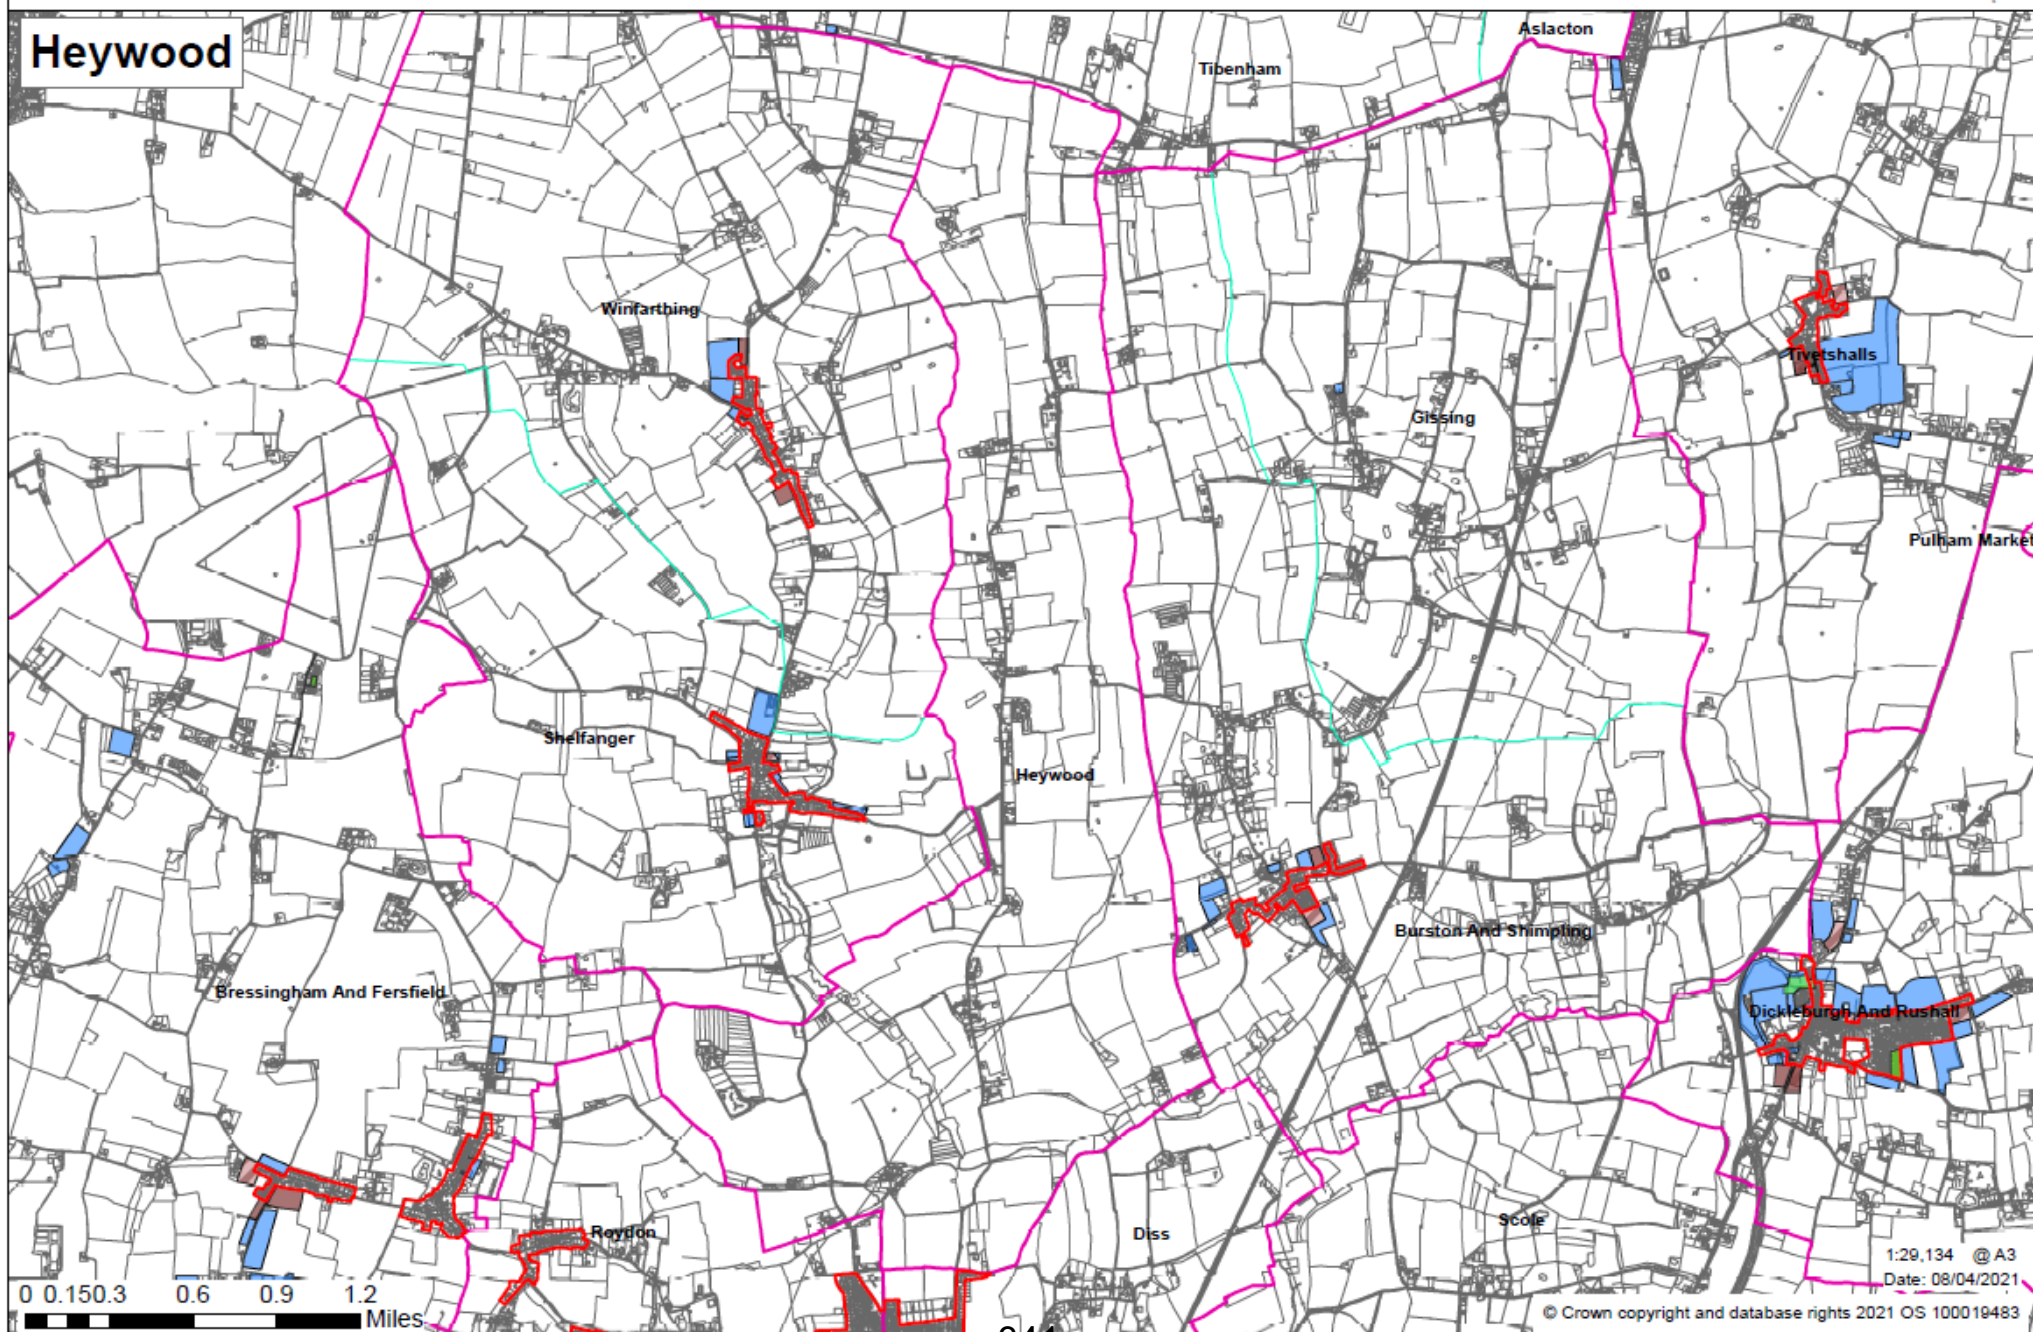 Heywood
Aslacton
Tibenham
Winfarthing
Tivetshalls
Gissing
Pulham Market
Shelfanger
Heywood
Burston And Shimpling
Bressingham And Fersfield
Dickleburgh And Rushall
Roydon
Diss
Scole
1:29,134 @ A3
Date: 08/04/2021
0 0.150.3 0.6 0.9 1.2
Miles
© Crown copyright and database rights 2021 OS 100019483